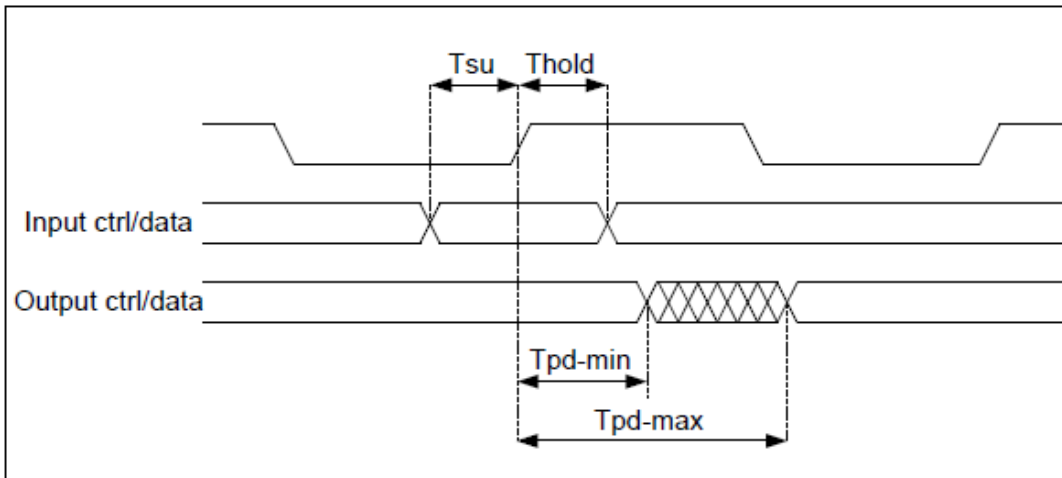 Tsu Thold
Input ctrl/data
Output ctrl/data
Tpd-min
Tpd-max